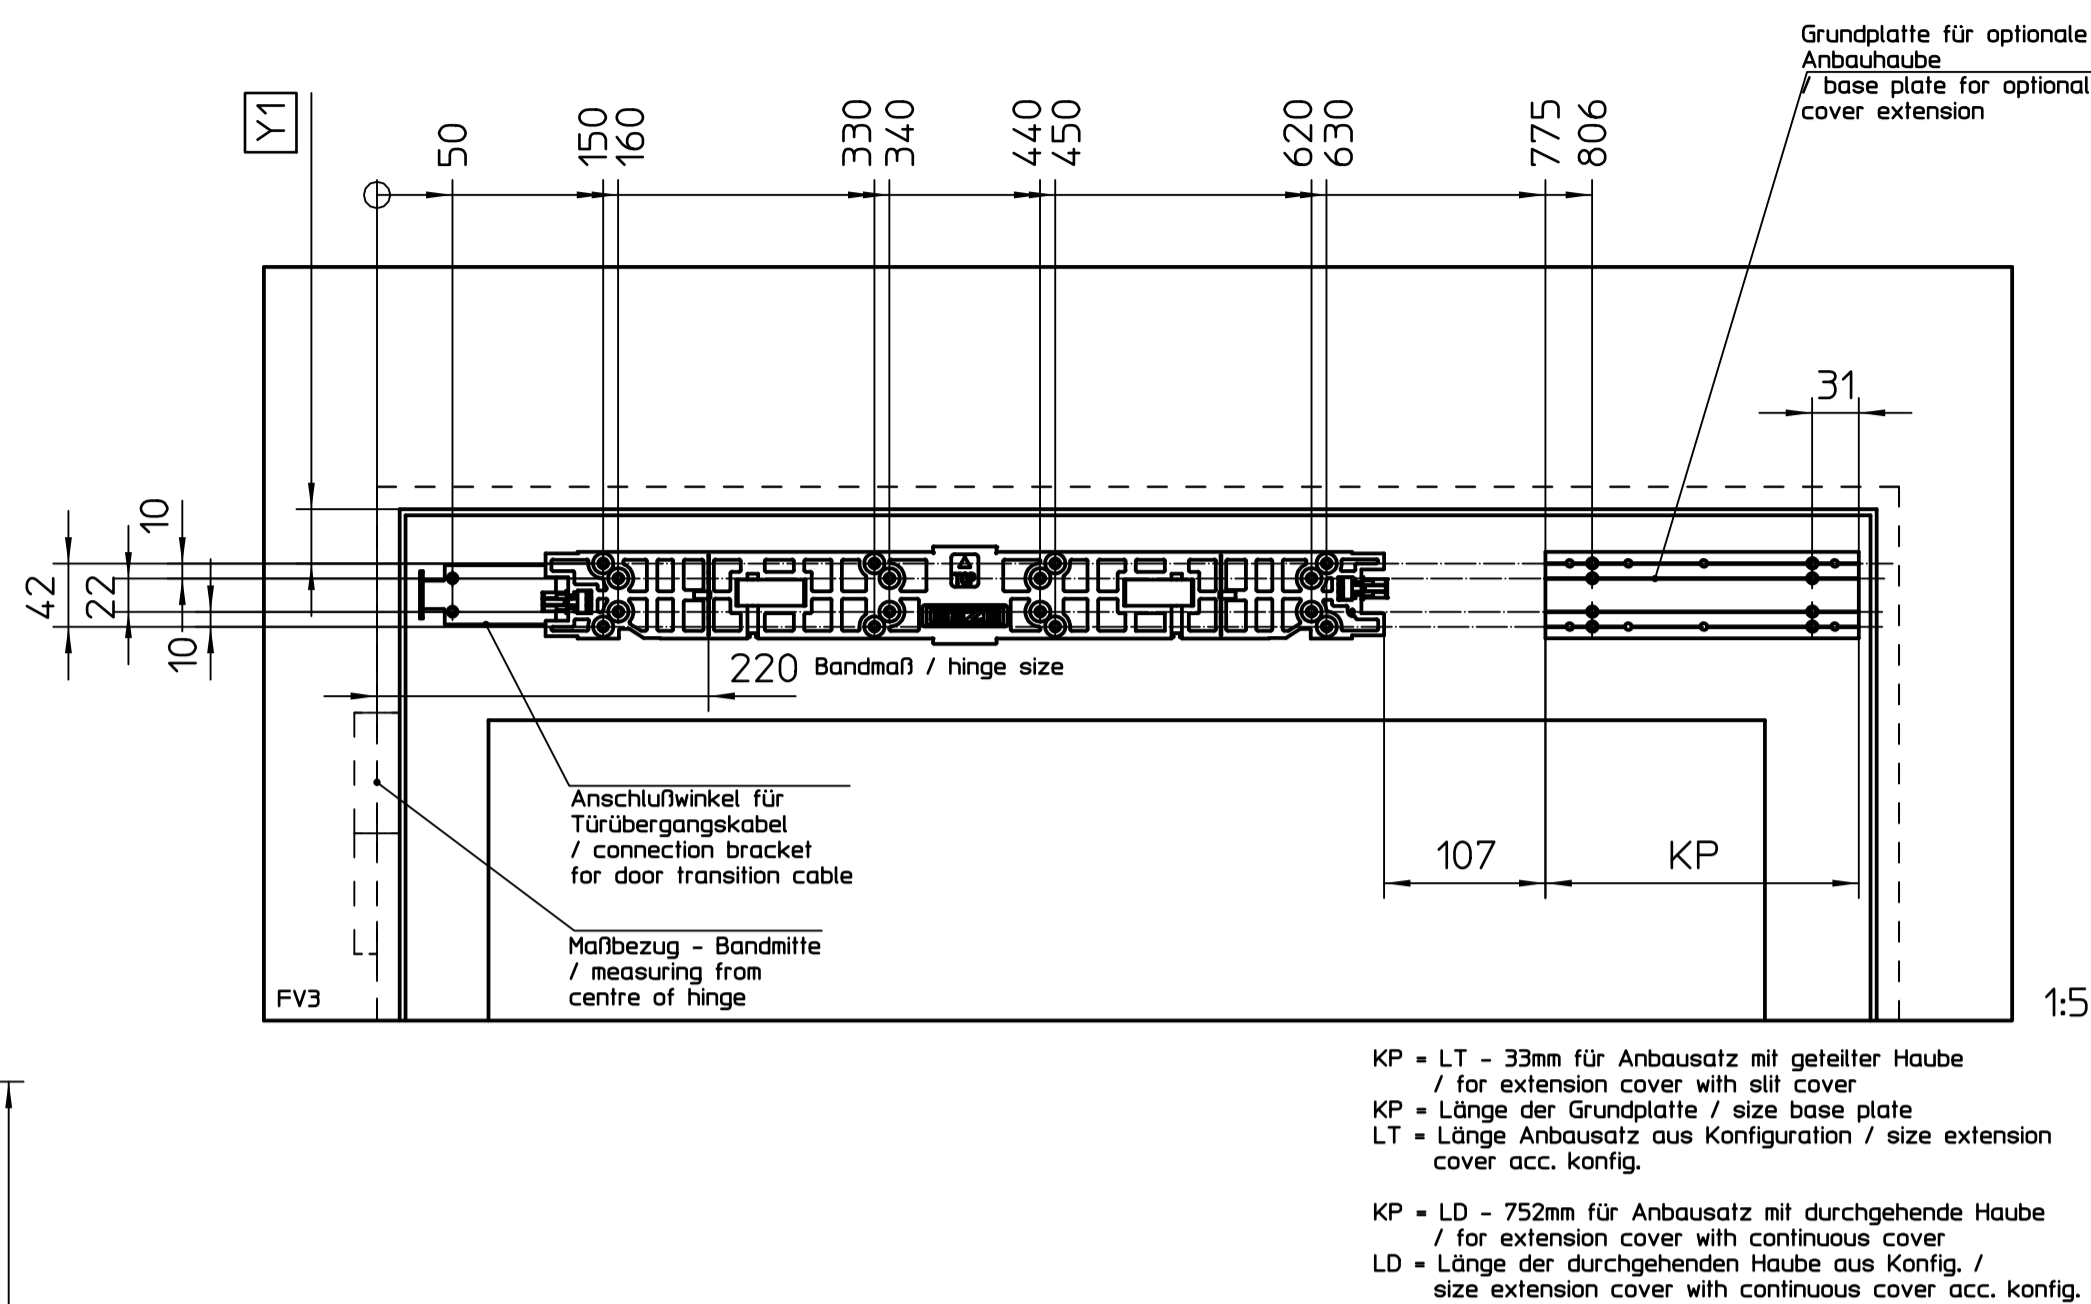 Grundplatte für optionale
Anbauhaube
/ base plate for optional
cover extension
Y1
50
150
160
330
340
440
450
620
630
775
806
31
10
42
22
10
TOP
220 Bandmaß / hinge size
Anschlußwinkel für
Türübergangskabel
/ connection bracket
for door transition cable
107
KP
Maßbezug - Bandmitte
/ measuring from
centre of hinge
FV3
1:5
KP = LT - 33mm für Anbausatz mit geteilter Haube
/ for extension cover with slit cover
KP = Länge der Grundplatte / size base plate
LT = Länge Anbausatz aus Konfiguration / size extension
cover acc. konfig.
KP = LD - 752mm für Anbausatz mit durchgehende Haube
/ for extension cover with continuous cover
LD = Länge der durchgehenden Haube aus Konfig. /
size extension cover with continuous cover acc. konfig.